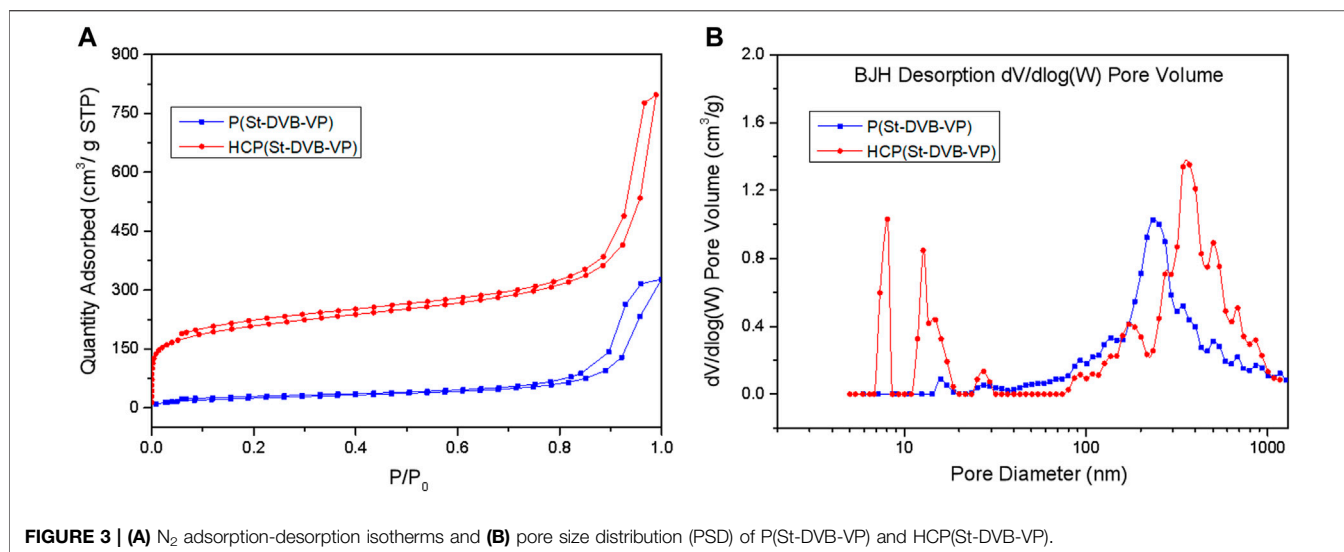 A
900
750
600
450
300
150
0
Quantity Adsorbed (cm³/ g STP)
P(St-DVB-VP)
HCP(St-DVB-VP)
0.0 0.2 0.4 0.6 0.8 1.0
P/P₀
B
2.0
1.6
1.2
0.8
0.4
0.0
dV/dlog(W) Pore Volume (cm³/g)
BJH Desorption dV/dlog(W) Pore Volume
P(St-DVB-VP)
HCP(St-DVB-VP)
10 100 1000
Pore Diameter (nm)
FIGURE 3 | (A) N₂ adsorption-desorption isotherms and (B) pore size distribution (PSD) of P(St-DVB-VP) and HCP(St-DVB-VP).